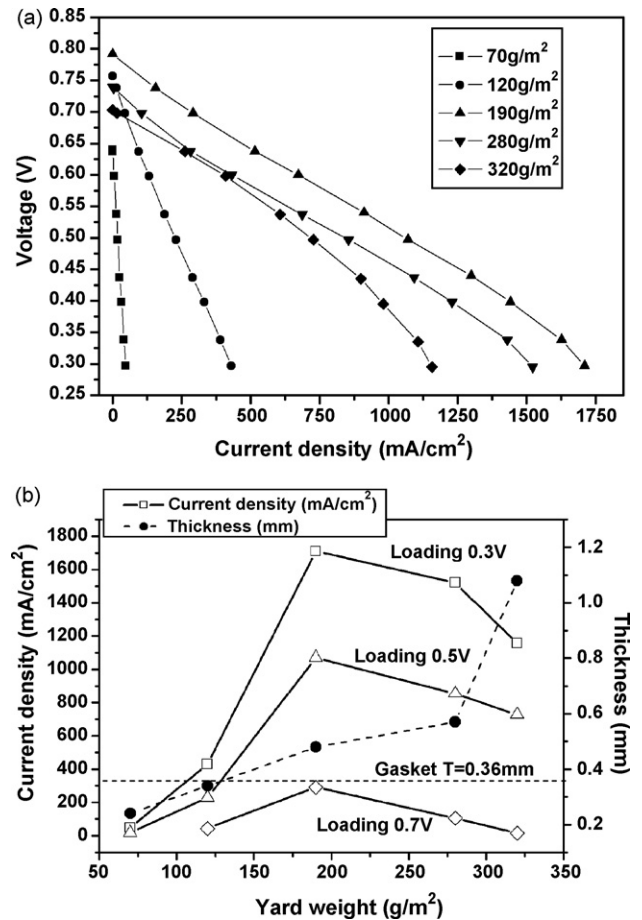 (a)
0.85
0.80
0.75
0.70
0.65
0.60
0.55
0.50
0.45
0.40
0.35
0.30
0.25
Voltage (V)
70g/m²
120g/m²
190g/m²
280g/m²
320g/m²
0 250 500 750 1000 1250 1500 1750
Current density (mA/cm²)
(b)
Current density (mA/cm²)
Thickness (mm)
1800
1600
1400
1200
1000
800
600
400
200
0
Current density (mA/cm²)
Loading 0.3V
Loading 0.5V
Gasket T=0.36mm
Loading 0.7V
1.2
1.0
0.8
0.6
0.4
0.2
Thickness (mm)
50 100 150 200 250 300 350
Yard weight (g/m²)